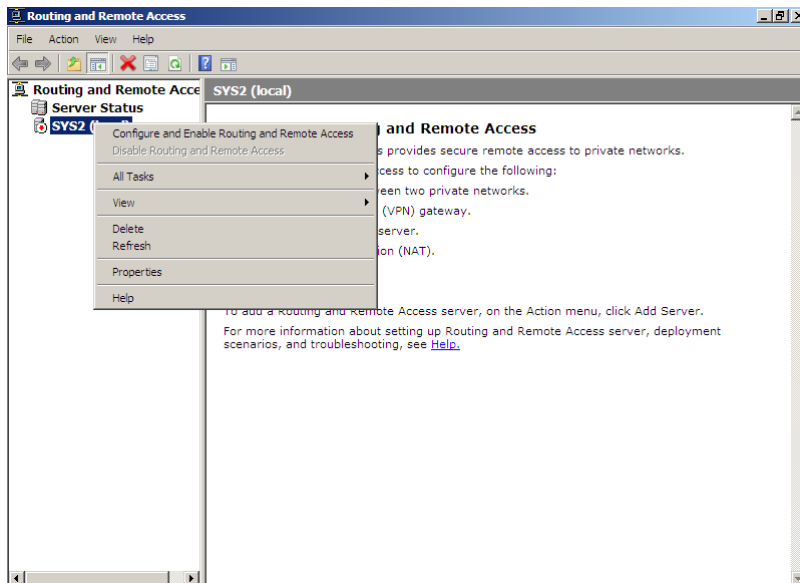 Routing and Remote Access
File Action View Help
Routing and Remote Acce
Server Status
SYS2 (
Configure and Enable Routing and Remote Access
Disable Routing and Remote Access
All Tasks
View
Delete
Refresh
Properties
Help
SYS2 (local)
and Remote Access
s provides secure remote access to private networks.
cess to configure the following:
een two private networks.
(VPN) gateway.
server.
ion (NAT).
To add a Routing and Remote Access server, on the Action menu, click Add Server.
For more information about setting up Routing and Remote Access server, deployment
scenarios, and troubleshooting, see Help.